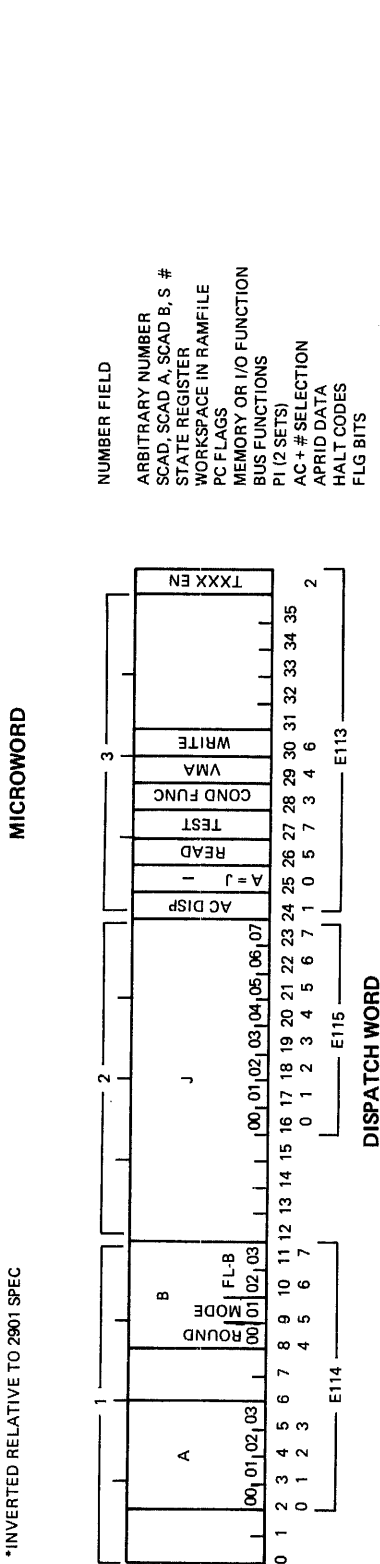 *INVERTED RELATIVE TO 2901 SPEC
MICROWORD
1 2 3
A B J AC DISP I A = J READ TEST COND FUNC VMA WRITE TXXX EN
ROUND MODE FL-B
00 01 02 03 00 01 02 03 00 01 02 03 04 05 06 07
0 1 2 3 4 5 6 7 8 9 10 11 12 13 14 15 16 17 18 19 20 21 22 23 24 25 26 27 28 29 30 31 32 33 34 35
0 1 2 3 4 5 6 7 0 1 2 3 4 5 6 7 1 0 5 7 3 4 6 2
E114 E115 E113
DISPATCH WORD
NUMBER FIELD
ARBITRARY NUMBER
SCAD, SCAD A, SCAD B, S #
STATE REGISTER
WORKSPACE IN RAMFILE
PC FLAGS
MEMORY OR I/O FUNCTION
BUS FUNCTIONS
PI (2 SETS)
AC + # SELECTION
APRID DATA
HALT CODES
FLG BITS